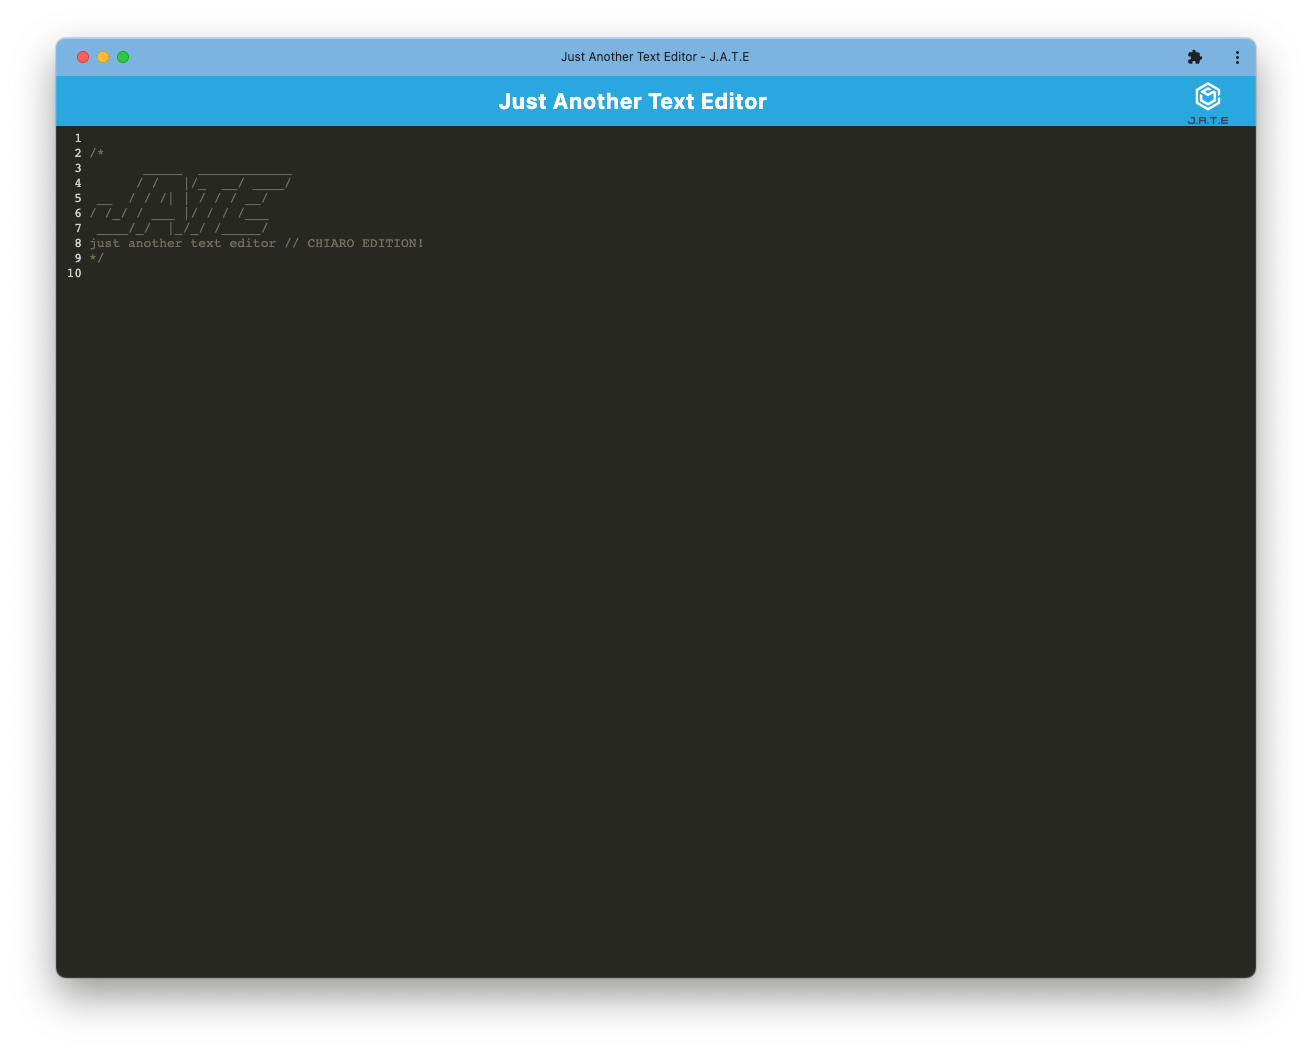 Just Another Text Editor - J.A.T.E
Just Another Text Editor
J.A.T.E
1
2 /*
3        _____  ____________
4       / /   |/_  __/ ____/
5  __  / / /| | / / / __/
6 / /_/ / ___ |/ / / /___
7  ____/_/  |_/_/ /_____/
8 just another text editor // CHIARO EDITION!
9 */
10